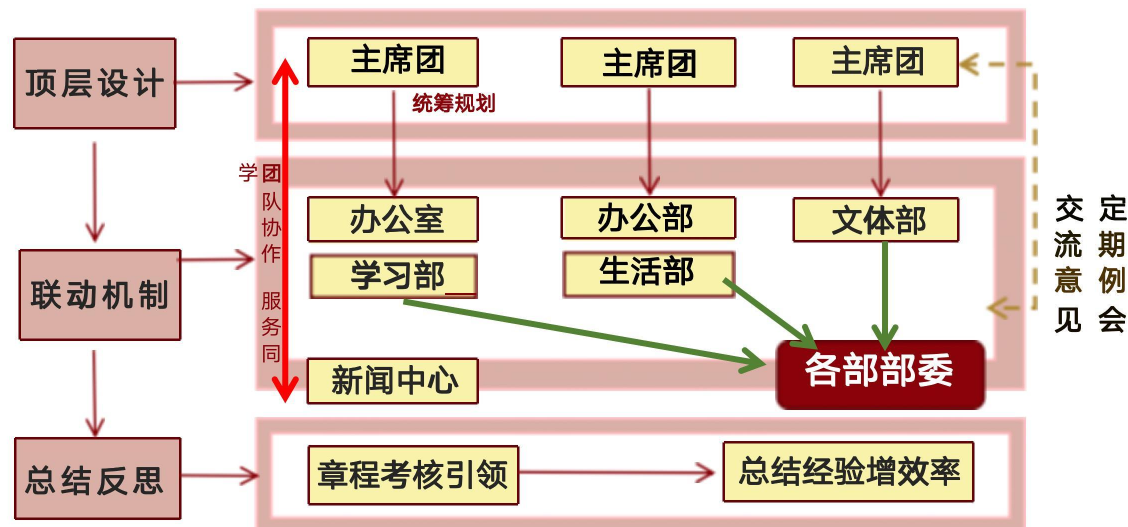 顶层设计
主席团
主席团
主席团
统筹规划
学团队协作 服务同
办公室
办公部
文体部
联动机制
学习部
生活部
新闻中心
各部部委
定期例会
交流意见
总结反思
章程考核引领
总结经验增效率